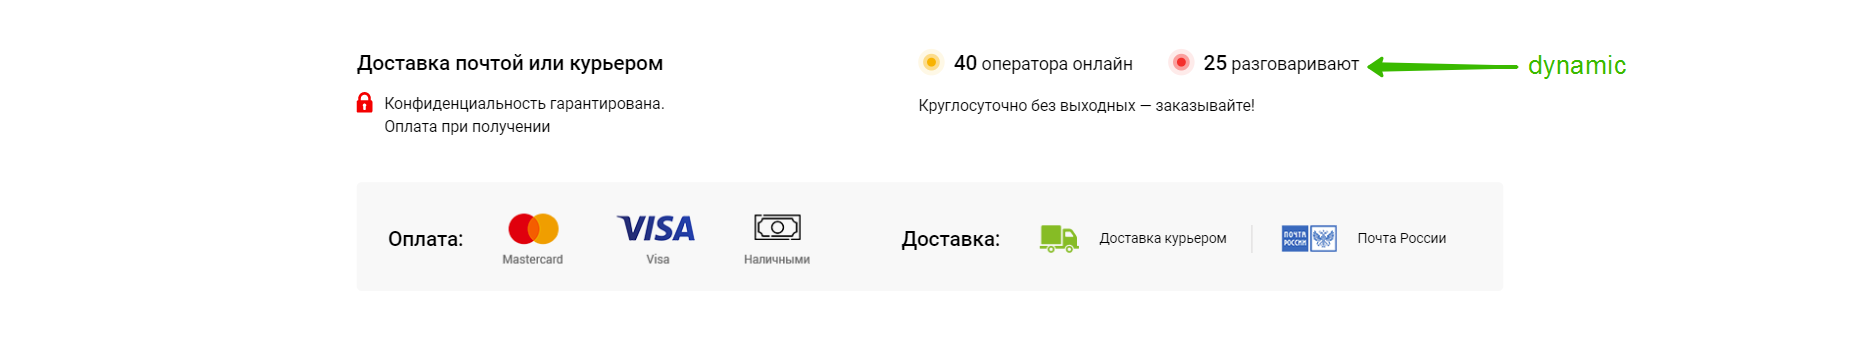 Доставка почтой или курьером
Конфиденциальность гарантирована.
Оплата при получении
40 оператора онлайн
25 разговаривают
dynamic
Круглосуточно без выходных — заказывайте!
Оплата:
Mastercard
VISA
Visa
Наличными
Доставка:
Доставка курьером
ПОЧТА
РОССИИ
Почта России